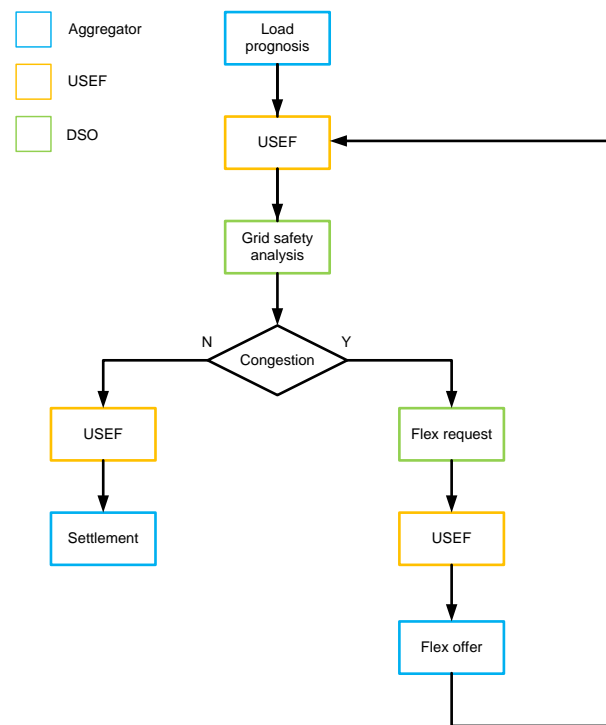 Aggregator
USEF
DSO
Load
prognosis
USEF
Grid safety
analysis
Congestion
N
Y
USEF
Settlement
Flex request
USEF
Flex offer